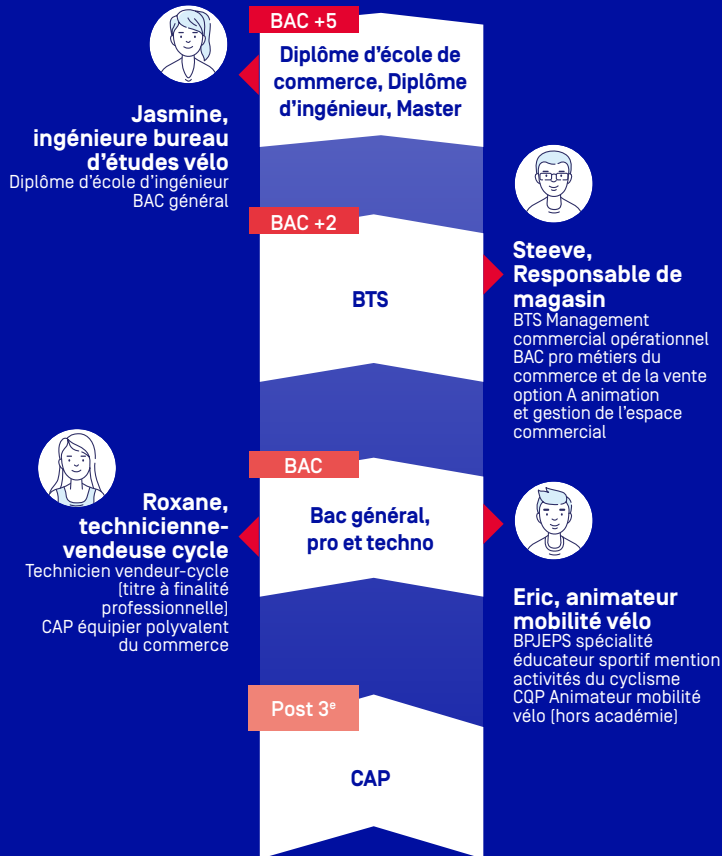 BAC +5
Diplôme d'école de
commerce, Diplôme
d'ingénieur, Master
Jasmine,
ingénieure bureau
d'études vélo
Diplôme d'école d'ingénieur
BAC général
BAC +2
BTS
Steeve,
Responsable de
magasin
BTS Management
commercial opérationnel
BAC pro métiers du
commerce et de la vente
option A animation
et gestion de l'espace
commercial
BAC
Bac général,
pro et techno
Roxane,
technicienne-
vendeuse cycle
Technicien vendeur-cycle
(titre à finalité
professionnelle)
CAP équipier polyvalent
du commerce
Eric, animateur
mobilité vélo
BPJEPS spécialité
éducateur sportif mention
activités du cyclisme
CQP Animateur mobilité
vélo (hors académie)
Post 3e
CAP